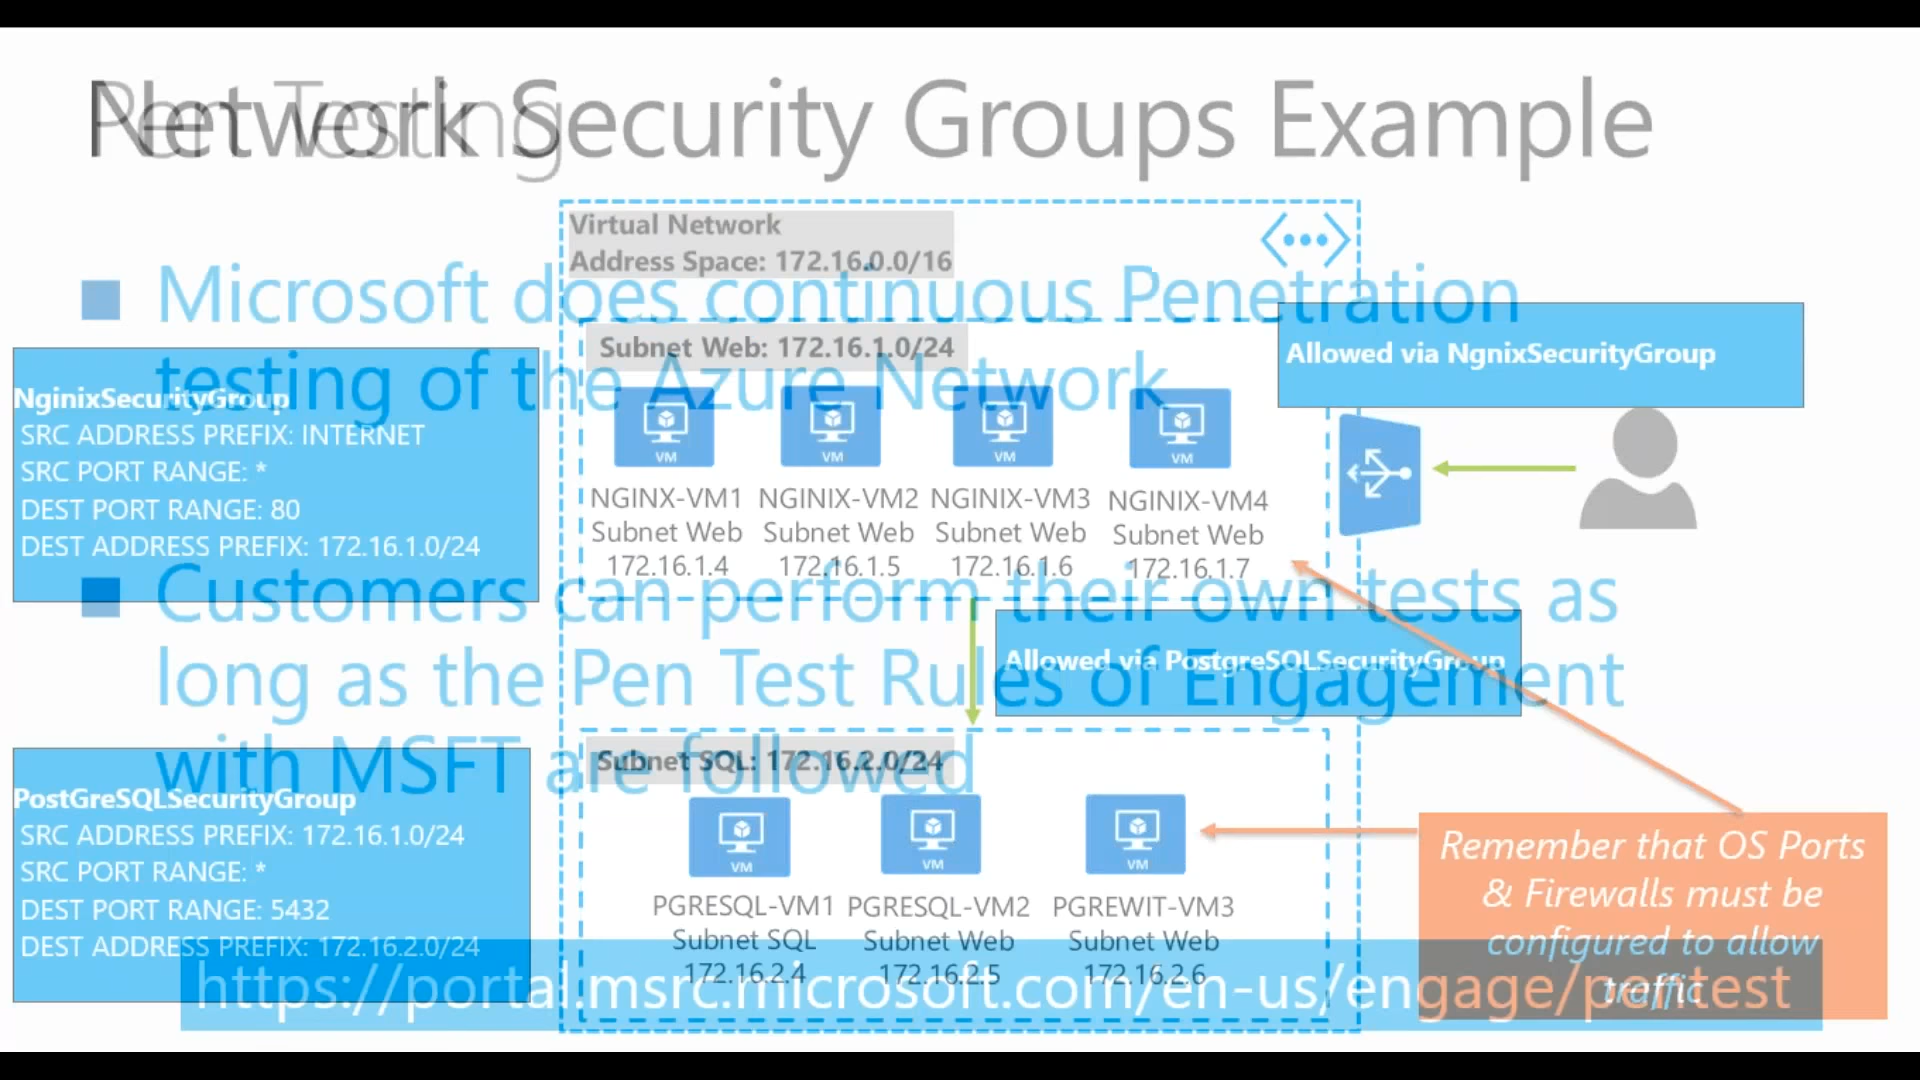 Network Security Groups Example
Virtual Network
Address Space: 172.16.0.0/16
Subnet Web: 172.16.1.0/24
Allowed via NgnixSecurityGroup
NginixSecurityGroup
SRC ADDRESS PREFIX: INTERNET
SRC PORT RANGE: *
DEST PORT RANGE: 80
DEST ADDRESS PREFIX: 172.16.1.0/24
VM
VM
VM
VM
NGINX-VM1
Subnet Web
172.16.1.4
NGINIX-VM2
Subnet Web
172.16.1.5
NGINIX-VM3
Subnet Web
172.16.1.6
NGINIX-VM4
Subnet Web
172.16.1.7
Allowed via PostgreSQLSecurityGroup
Subnet SQL: 172.16.2.0/24
PostGreSQLSecurityGroup
SRC ADDRESS PREFIX: 172.16.1.0/24
SRC PORT RANGE: *
DEST PORT RANGE: 5432
DEST ADDRESS PREFIX: 172.16.2.0/24
VM
VM
VM
PGRESQL-VM1
Subnet SQL
172.16.2.4
PGRESQL-VM2
Subnet Web
172.16.2.5
PGREWIT-VM3
Subnet Web
172.16.2.6
Remember that OS Ports
& Firewalls must be
configured to allow
traffic
Pen Testing
Microsoft does continuous Penetration
testing of the Azure Network
Customers can perform their own tests as
long as the Pen Test Rules of Engagement
with MSFT are followed
https://portal.msrc.microsoft.com/en-us/engage/pentest